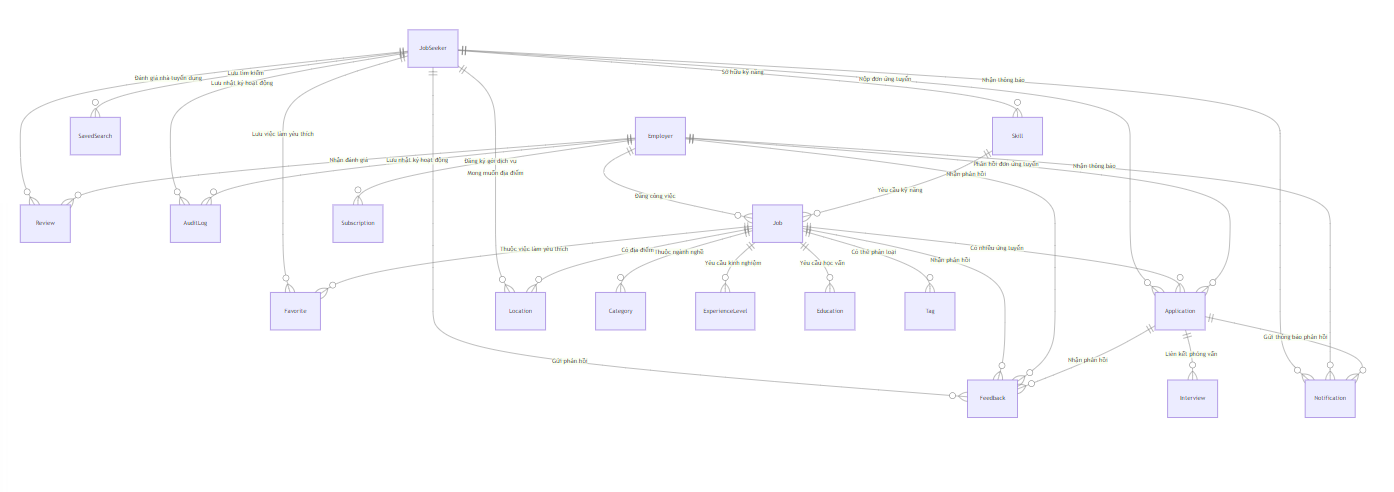 JobSeeker
Lưu tìm kiếm
Đánh giá nhà tuyển dụng
Lưu nhật ký hoạt động
Sở hữu kỹ năng
Nộp đơn ứng tuyển
Nhận thông báo
SavedSearch
Lưu việc làm yêu thích
Employer
Skill
Nhận đánh giá
Lưu nhật ký hoạt động
Đăng ký gói dịch vụ
Mong muốn địa điểm
Phản hồi đơn ứng tuyển
Nhận phản hồi
Nhận thông báo
Đăng công việc
Yêu cầu kỹ năng
Review
AuditLog
Subscription
Job
Thuộc việc làm yêu thích
Có địa điểm
Thuộc ngành nghề
Yêu cầu kinh nghiệm
Yêu cầu học vấn
Có thể phân loại
Nhận phản hồi
Có nhiều ứng tuyển
Favorite
Location
Category
ExperienceLevel
Education
Tag
Application
Gửi phản hồi
Nhận phản hồi
Liên kết phỏng vấn
Gửi thông báo phản hồi
Feedback
Interview
Notification